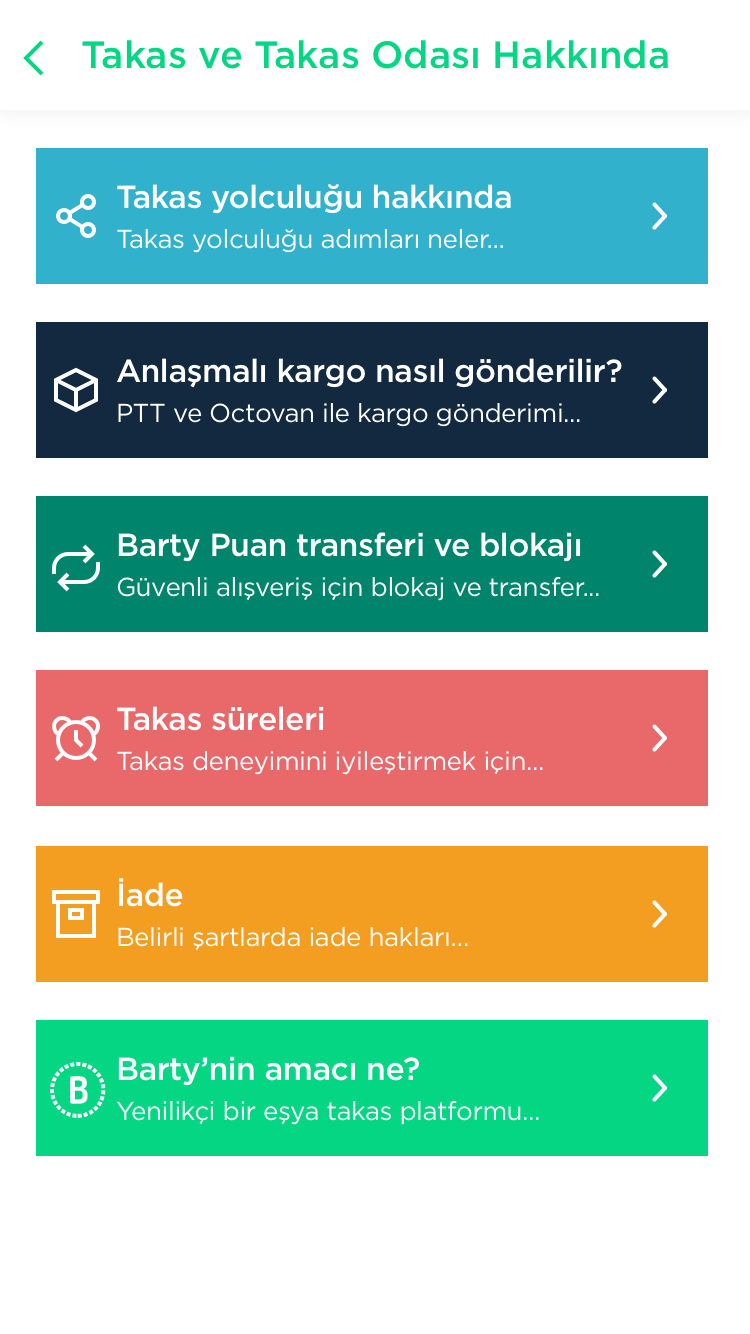 Takas ve Takas Odası Hakkında
Takas yolculuğu hakkında
Takas yolculuğu adımları neler...
Anlaşmalı kargo nasıl gönderilir?
PTT ve Octovan ile kargo gönderimi...
Barty Puan transferi ve blokajı
Güvenli alışveriş için blokaj ve transfer...
Takas süreleri
Takas deneyimini iyileştirmek için...
İade
Belirli şartlarda iade hakları...
B
Barty’nin amacı ne?
Yenilikçi bir eşya takas platformu...